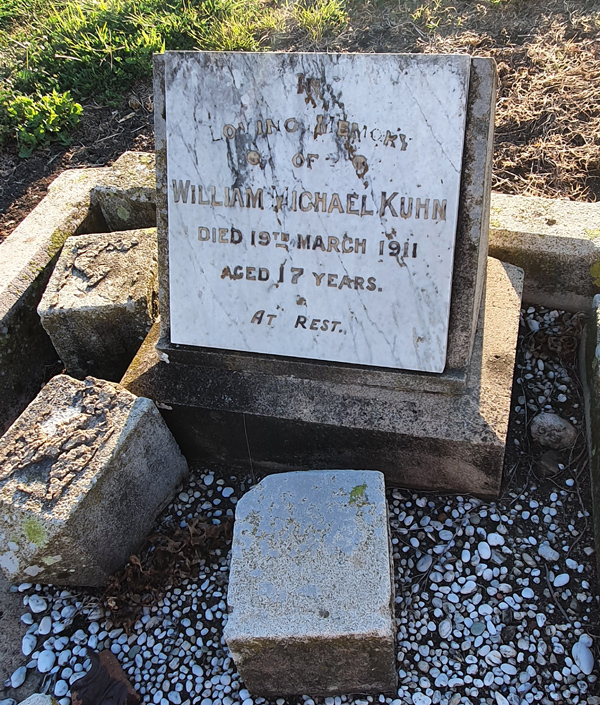 IN
LOVING MEMORY
OF
WILLIAM MICHAEL KUHN
DIED 19TH MARCH 1911
AGED 17 YEARS.
AT REST.